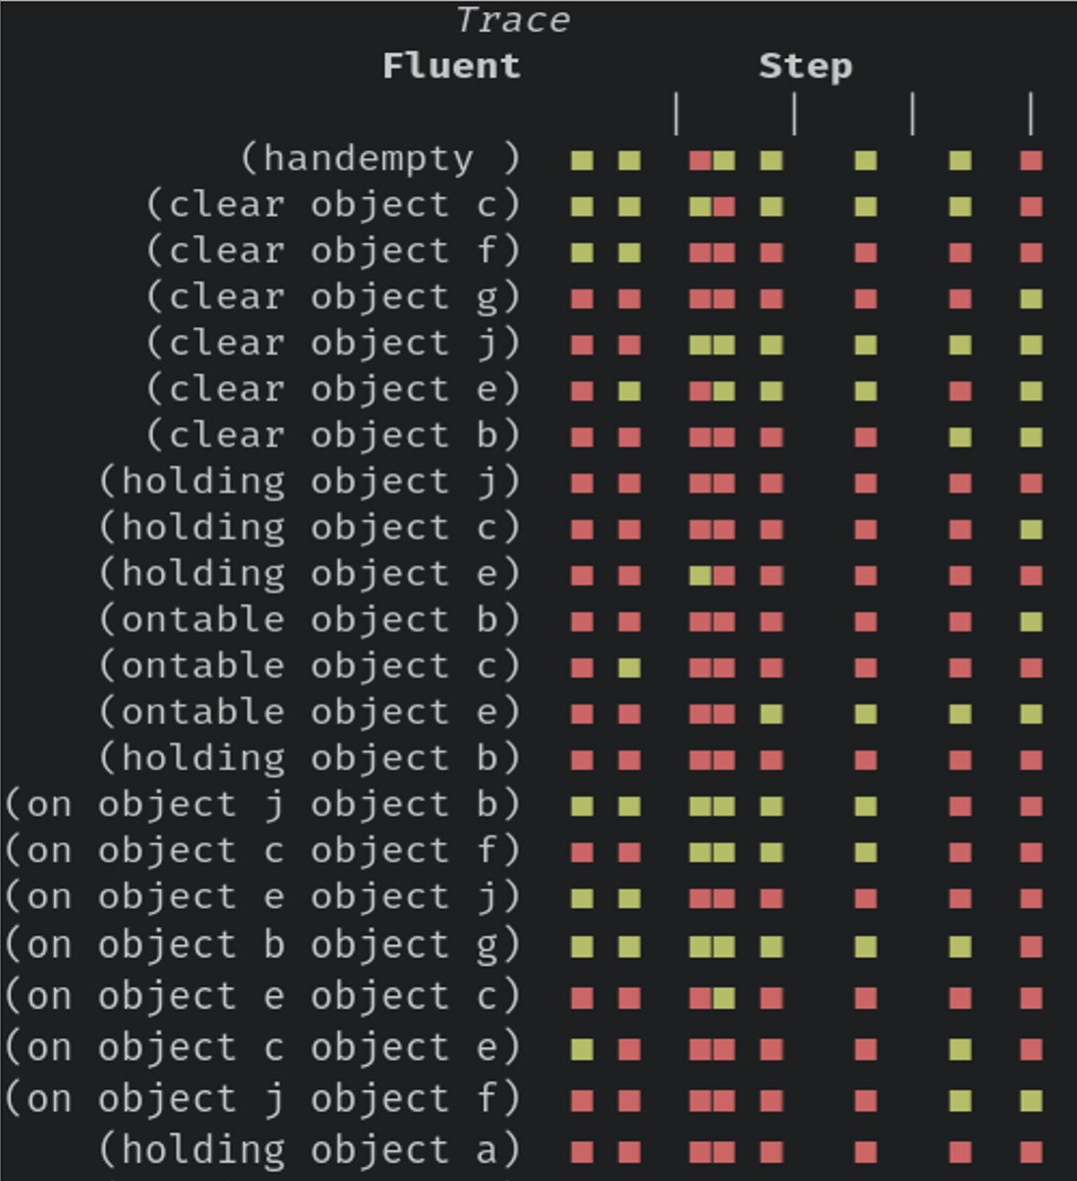 Trace
Fluent Step
| | | |
(handempty )
(clear object c)
(clear object f)
(clear object g)
(clear object j)
(clear object e)
(clear object b)
(holding object j)
(holding object c)
(holding object e)
(ontable object b)
(ontable object c)
(ontable object e)
(holding object b)
(on object j object b)
(on object c object f)
(on object e object j)
(on object b object g)
(on object e object c)
(on object c object e)
(on object j object f)
(holding object a)